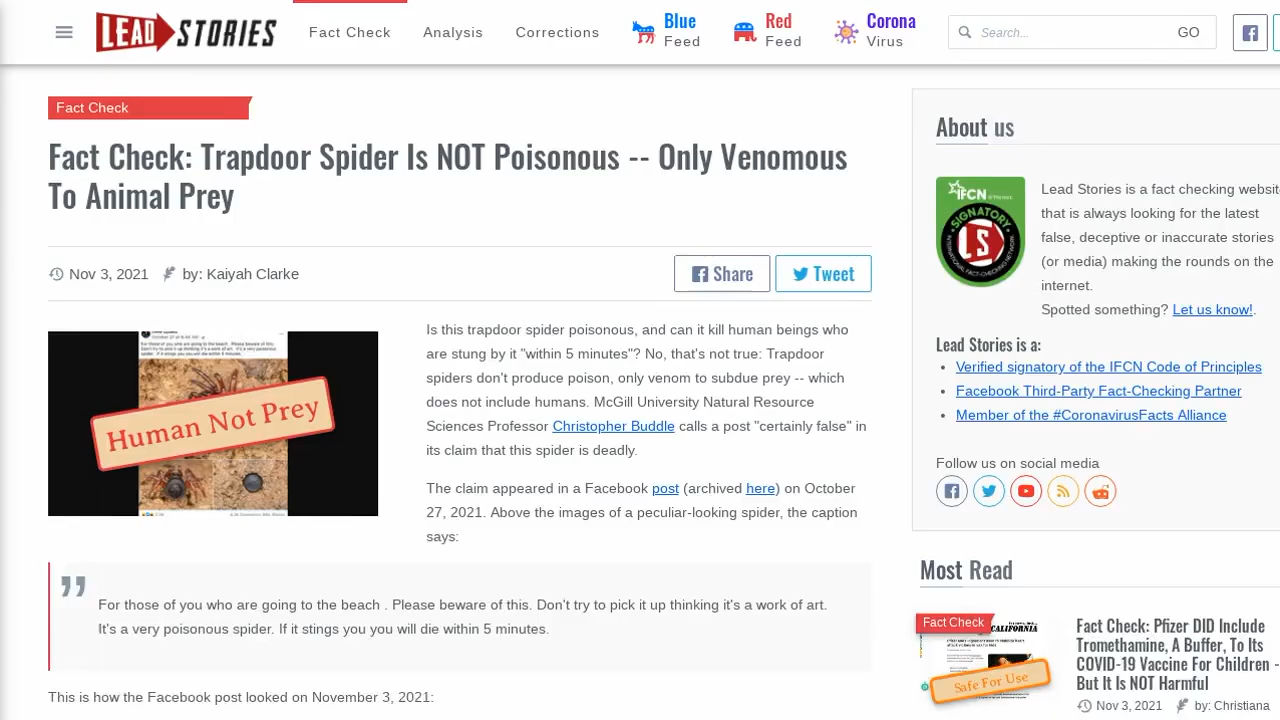 LEAD STORIES
Fact Check
Analysis
Corrections
Blue
Feed
Red
Feed
Corona
Virus
Search...
GO
Fact Check
Fact Check: Trapdoor Spider Is NOT Poisonous -- Only Venomous
To Animal Prey
Nov 3, 2021 by: Kaiyah Clarke
Share
Tweet
Human Not Prey
Is this trapdoor spider poisonous, and can it kill human beings who
are stung by it "within 5 minutes"? No, that's not true: Trapdoor
spiders don't produce poison, only venom to subdue prey -- which
does not include humans. McGill University Natural Resource
Sciences Professor Christopher Buddle calls a post "certainly false" in
its claim that this spider is deadly.
The claim appeared in a Facebook post (archived here) on October
27, 2021. Above the images of a peculiar-looking spider, the caption
says:
For those of you who are going to the beach . Please beware of this. Don't try to pick it up thinking it's a work of art.
It's a very poisonous spider. If it stings you you will die within 5 minutes.
This is how the Facebook post looked on November 3, 2021:
About us
IFCN
SIGNATORY
LS
Lead Stories is a fact checking website
that is always looking for the latest
false, deceptive or inaccurate stories
(or media) making the rounds on the
internet.
Spotted something? Let us know!.
Lead Stories is a:
Verified signatory of the IFCN Code of Principles
Facebook Third-Party Fact-Checking Partner
Member of the #CoronavirusFacts Alliance
Follow us on social media
Most Read
Fact Check
CALIFORNIA
Safe For Use
Fact Check: Pfizer DID Include
Tromethamine, A Buffer, To Its
COVID-19 Vaccine For Children -
But It Is NOT Harmful
Nov 3, 2021 by: Christiana